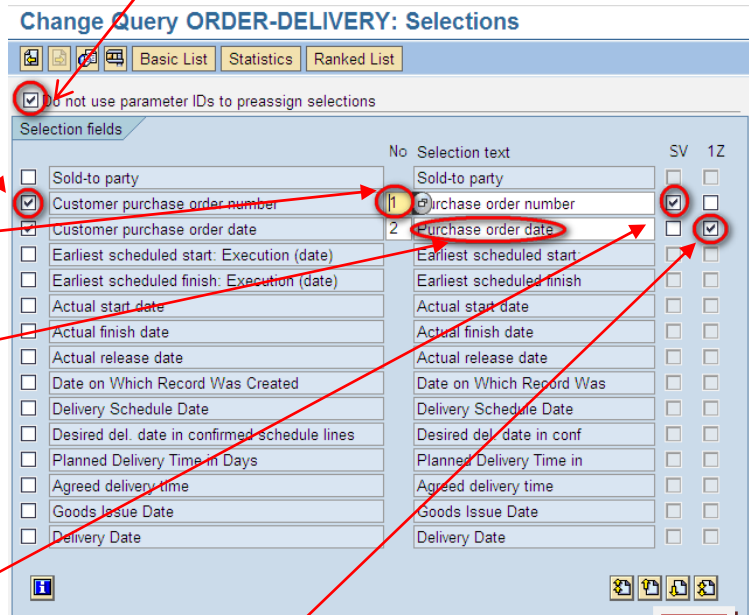 Change Query ORDER-DELIVERY: Selections
Basic List Statistics Ranked List
Do not use parameter IDs to preassign selections
Selection fields
No Selection text SV 1Z
Sold-to party Sold-to party
Customer purchase order number 1 Purchase order number
Customer purchase order date 2 Purchase order date
Earliest scheduled start: Execution (date) Earliest scheduled start:
Earliest scheduled finish: Execution (date) Earliest scheduled finish
Actual start date Actual start date
Actual finish date Actual finish date
Actual release date Actual release date
Date on Which Record Was Created Date on Which Record Was
Delivery Schedule Date Delivery Schedule Date
Desired del. date in confirmed schedule lines Desired del. date in conf
Planned Delivery Time in Days Planned Delivery Time in
Agreed delivery time Agreed delivery time
Goods Issue Date Goods Issue Date
Delivery Date Delivery Date